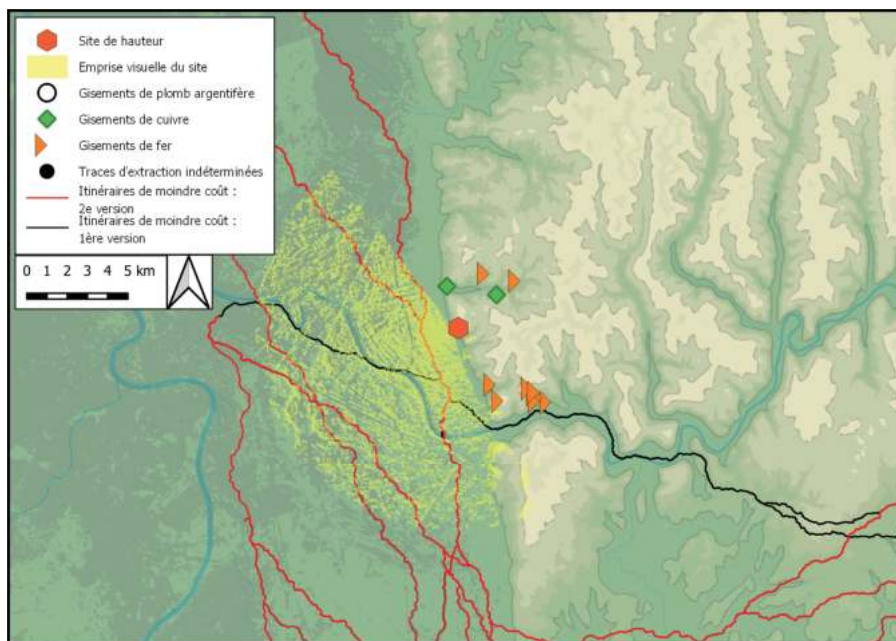 Site de hauteur
Emprise visuelle du site
Gisements de plomb argentifère
Gisements de cuivre
Gisements de fer
Traces d'extraction indéterminées
Itinéraires de moindre coût :
2e version
Itinéraires de moindre coût :
1ère version
0 1 2 3 4 5 km